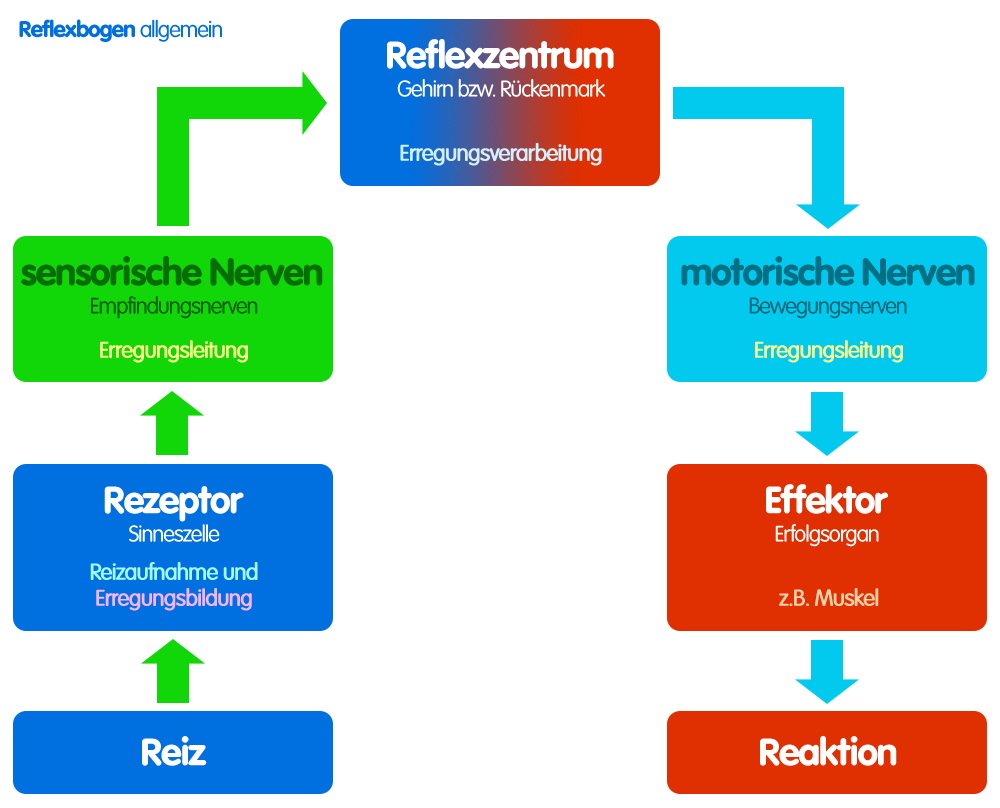 Reflexbogen allgemein
Reflexzentrum
Gehirn bzw. Rückenmark
Erregungsverarbeitung
sensorische Nerven
Empfindungsnerven
Erregungsleitung
motorische Nerven
Bewegungsnerven
Erregungsleitung
Rezeptor
Sinneszelle
Reizaufnahme und
Erregungsbildung
Effektor
Erfolgsorgan
z.B. Muskel
Reiz
Reaktion